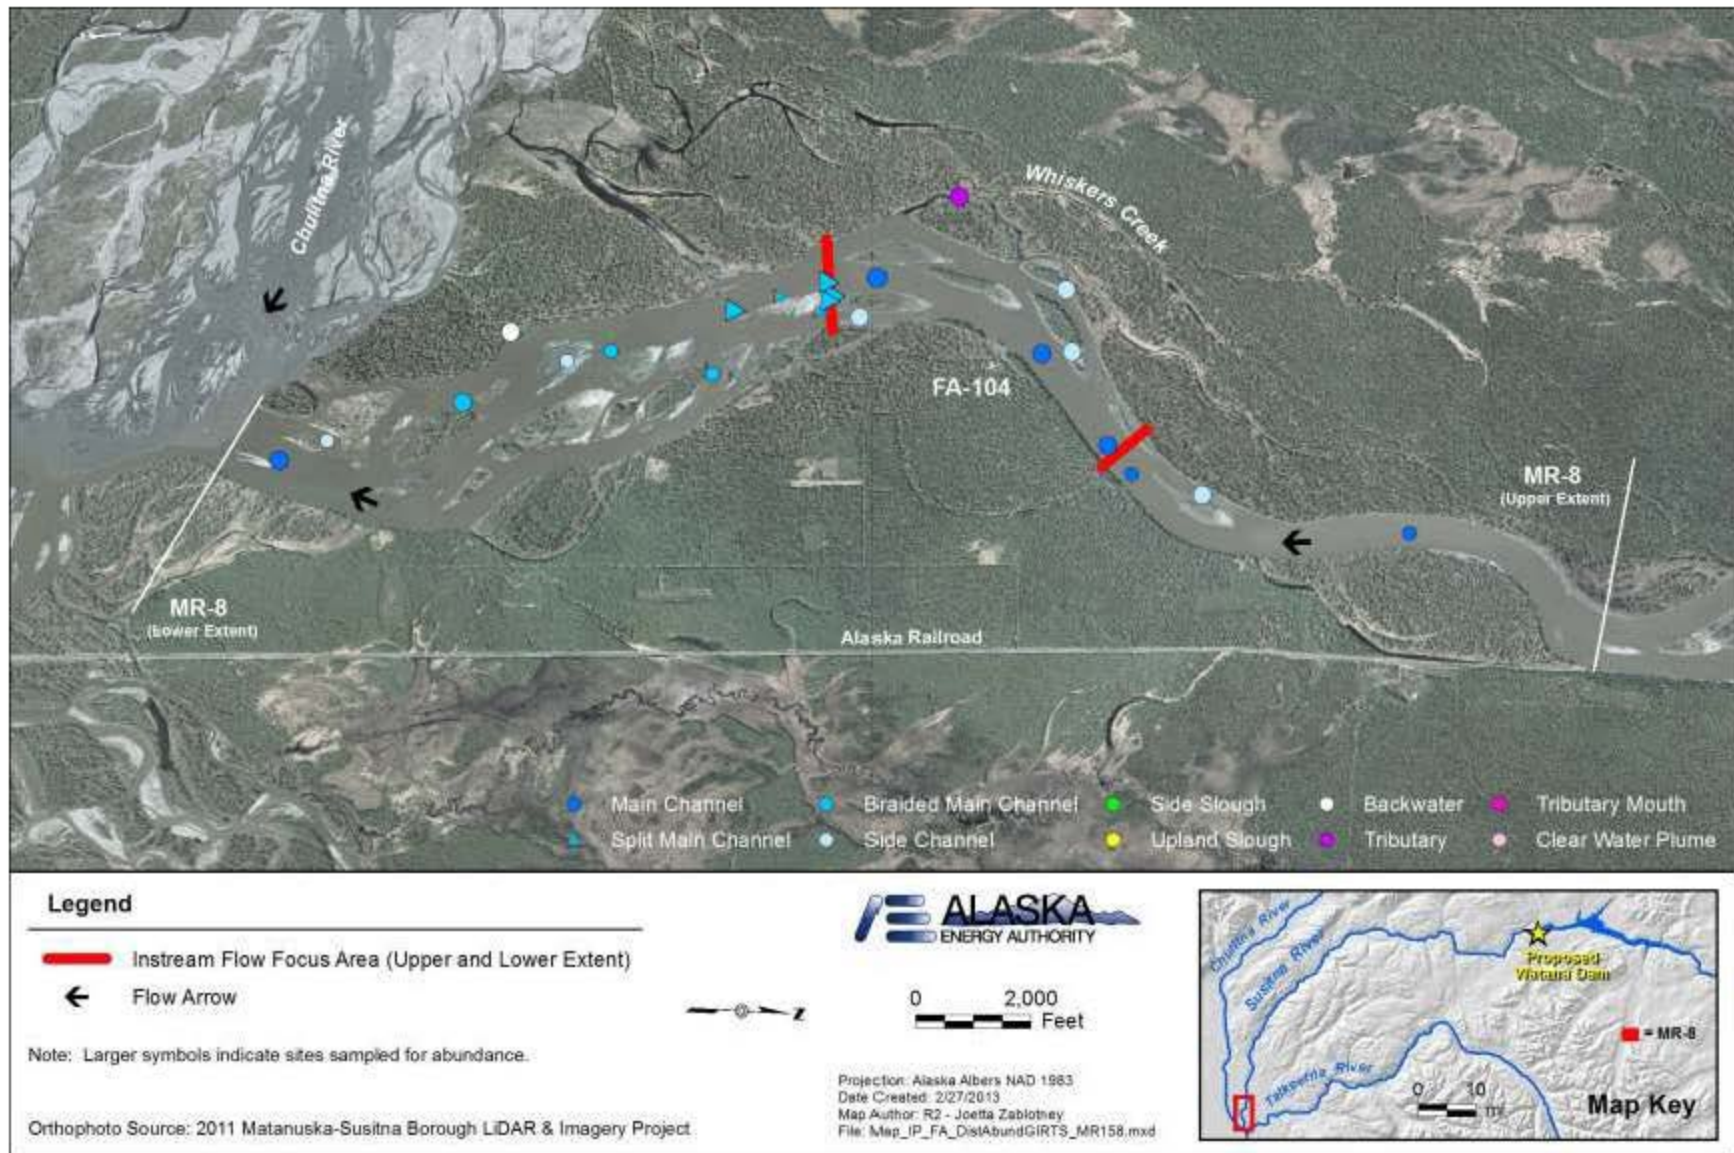 Chulitna River
Whiskers Creek
FA-104
MR-8
(Upper Extent)
MR-8
(Lower Extent)
Alaska Railroad
Main Channel
Braided Main Channel
Side Slough
Backwater
Tributary Mouth
Split Main Channel
Side Channel
Upland Slough
Tributary
Clear Water Plume
Legend
Instream Flow Focus Area (Upper and Lower Extent)
Flow Arrow
Note: Larger symbols indicate sites sampled for abundance.
Orthophoto Source: 2011 Matanuska-Susitna Borough LiDAR & Imagery Project
ALASKA
ENERGY AUTHORITY
Z
0 2,000
Feet
Projection: Alaska Albers NAD 1983
Date Created: 2/27/2013
Map Author: R2 - Joetta Zablotney
File: Map_IP_FA_DistAbundGIRTS_MR158.mxd
Chulitna River
Susitna River
Proposed
Watana Dam
= MR-8
Talkeetna River
0 10
mi
Map Key